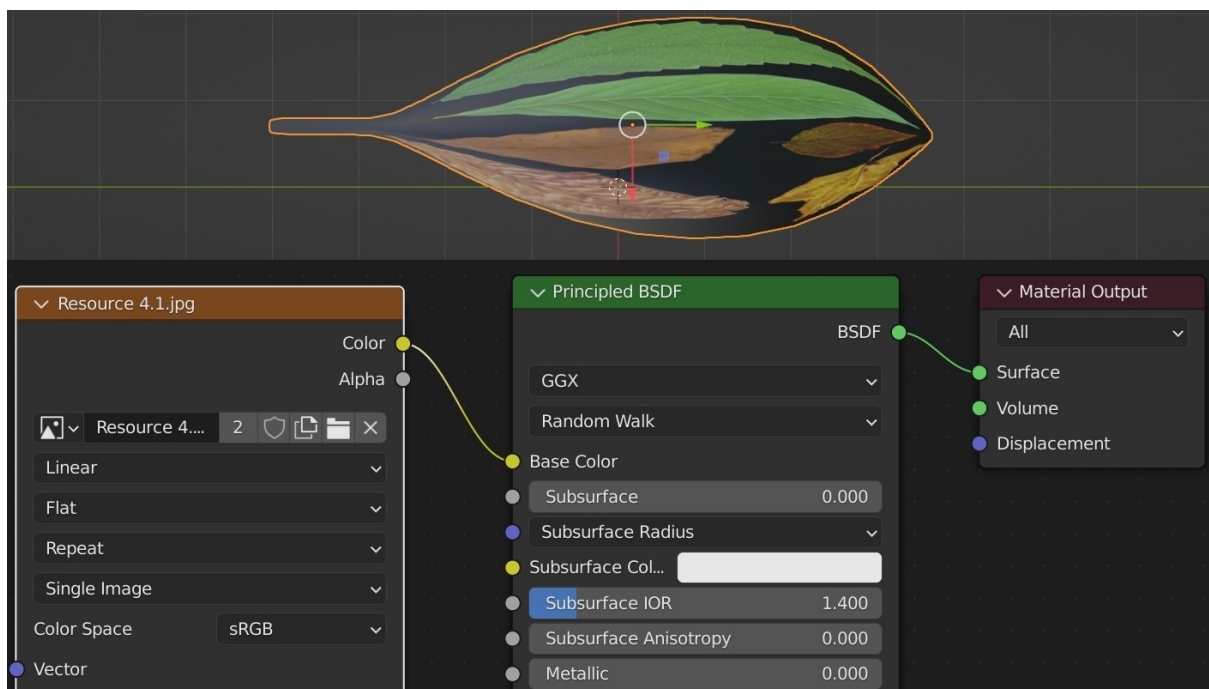 Resource 4.1.jpg
Color
Alpha
Resource 4.... 2
Linear
Flat
Repeat
Single Image
Color Space sRGB
Vector
Principled BSDF
BSDF
GGX
Random Walk
Base Color
Subsurface 0.000
Subsurface Radius
Subsurface Col...
Subsurface IOR 1.400
Subsurface Anisotropy 0.000
Metallic 0.000
Material Output
All
Surface
Volume
Displacement